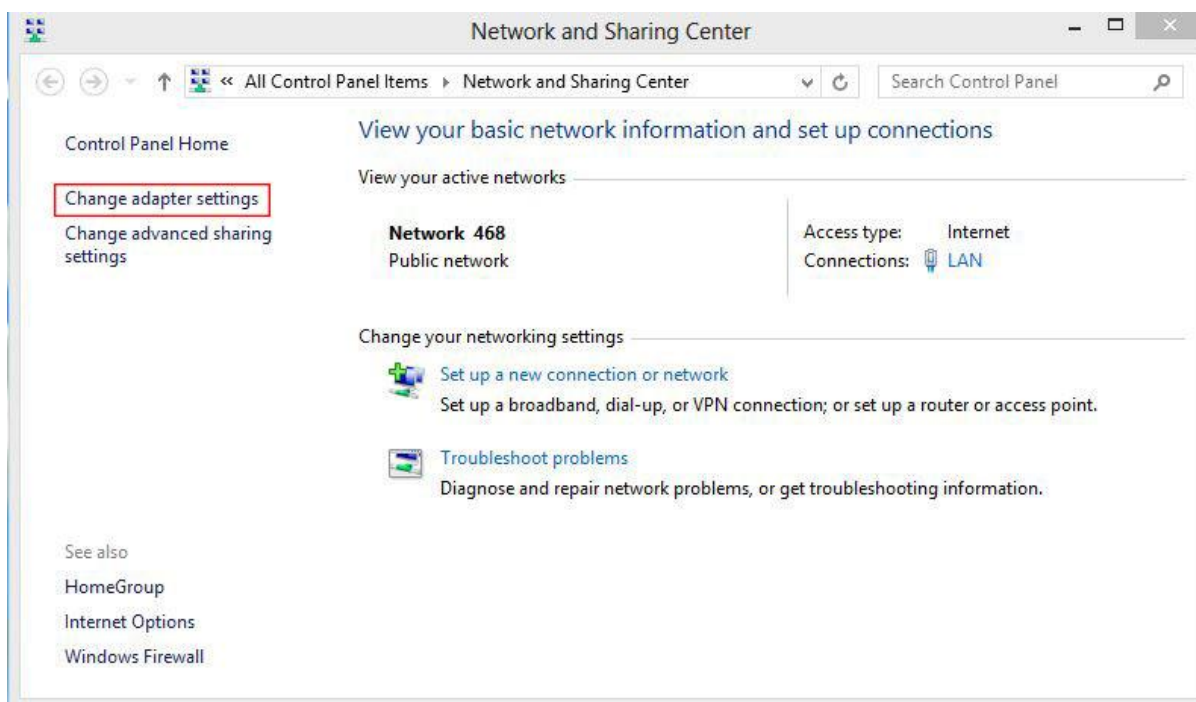 Network and Sharing Center
« All Control Panel Items Network and Sharing Center
Search Control Panel
Control Panel Home
Change adapter settings
Change advanced sharing
settings
View your basic network information and set up connections
View your active networks
Network 468
Public network
Access type: Internet
Connections: LAN
Change your networking settings
Set up a new connection or network
Set up a broadband, dial-up, or VPN connection; or set up a router or access point.
Troubleshoot problems
Diagnose and repair network problems, or get troubleshooting information.
See also
HomeGroup
Internet Options
Windows Firewall